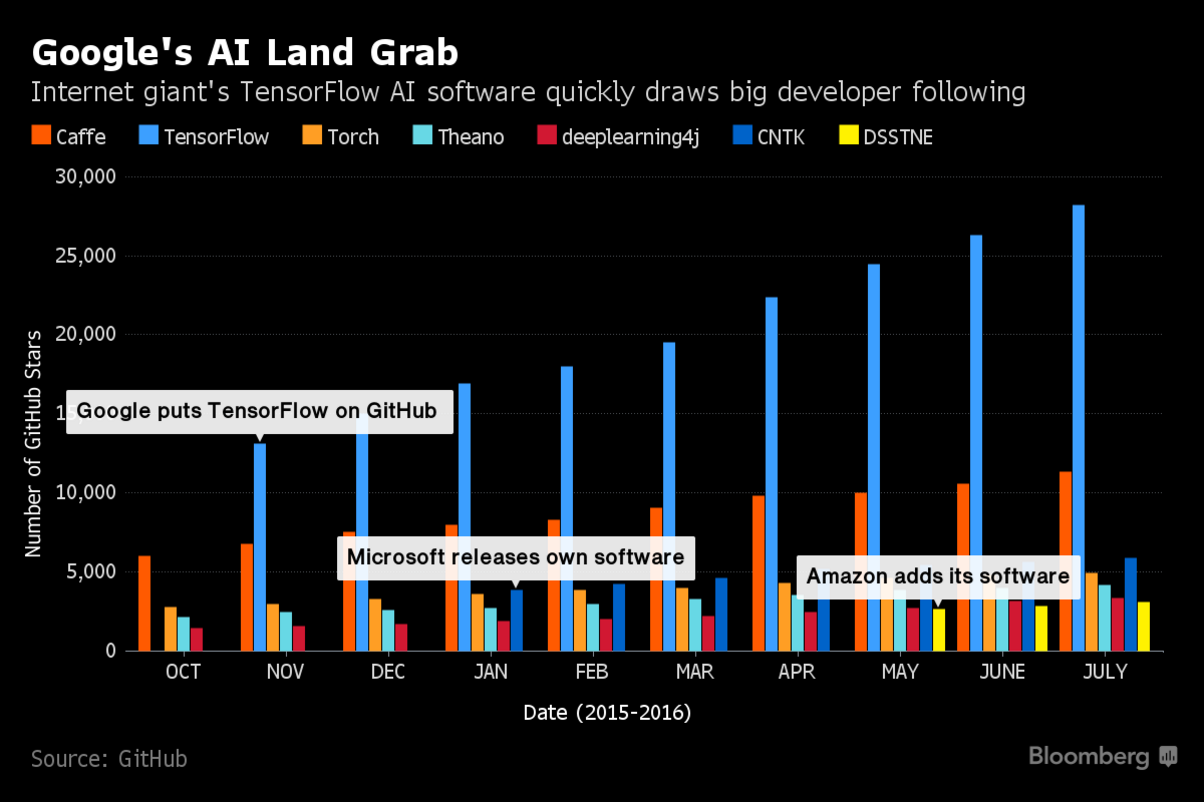 Google's AI Land Grab
Internet giant's TensorFlow AI software quickly draws big developer following
Caffe TensorFlow Torch Theano deeplearning4j CNTK DSSTNE
30,000
25,000
20,000
Number of GitHub Stars
Google puts TensorFlow on GitHub
10,000
Microsoft releases own software
5,000
Amazon adds its software
0
OCT NOV DEC JAN FEB MAR APR MAY JUNE JULY
Date (2015-2016)
Source: GitHub
Bloomberg